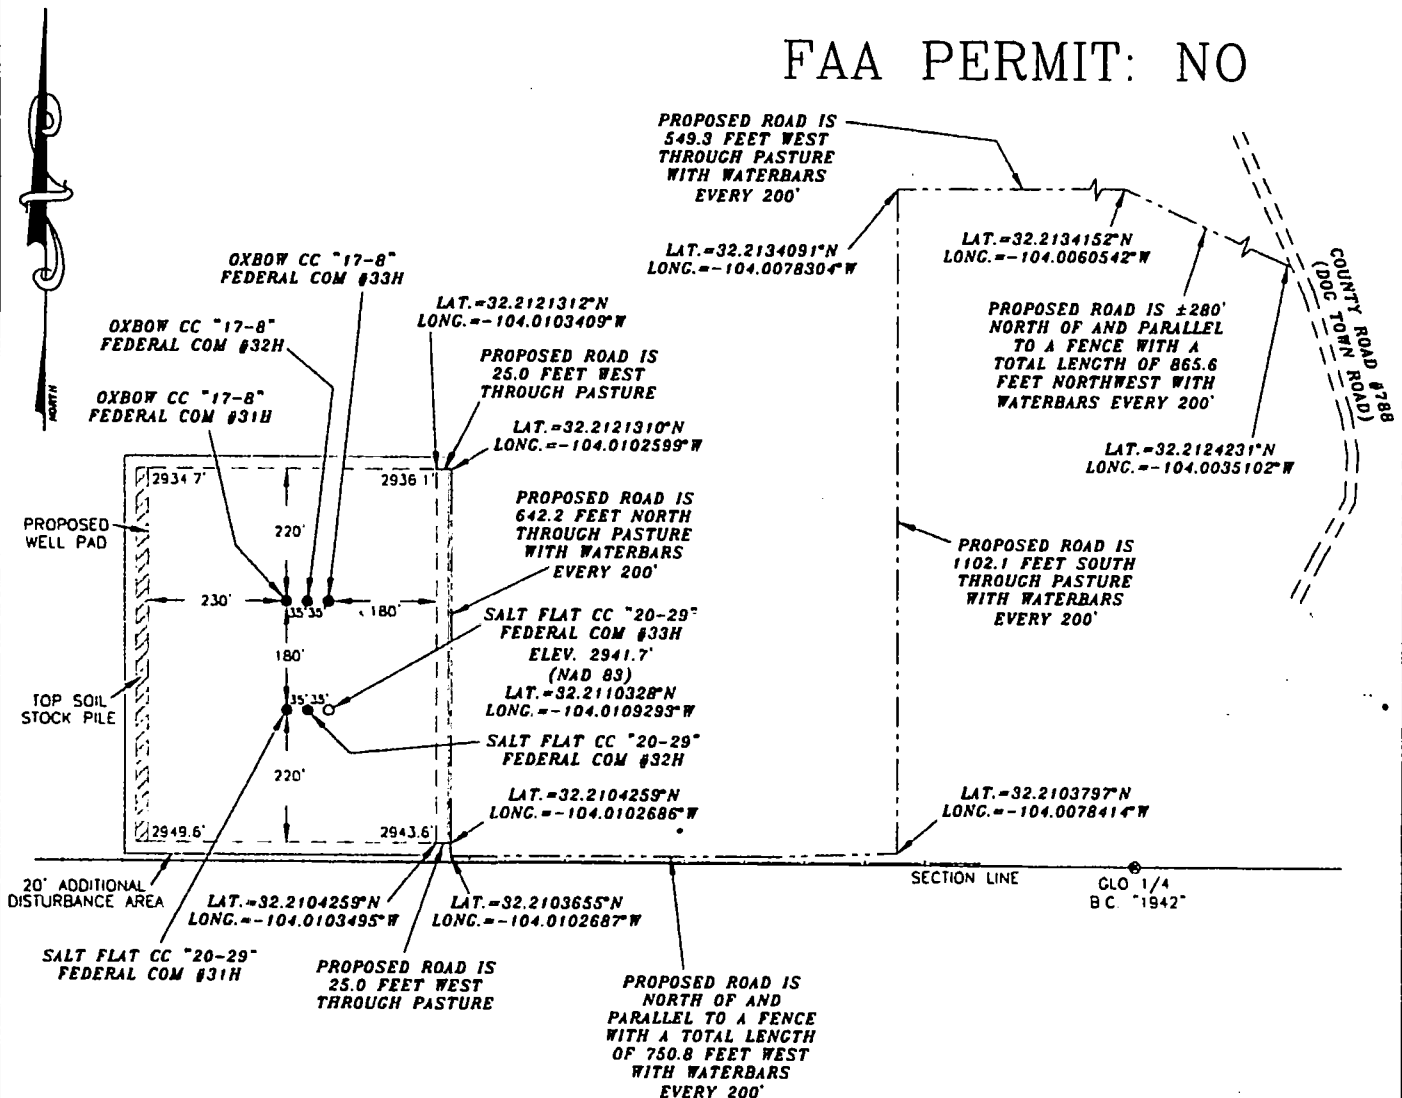 FAA PERMIT: NO
NORTH
PROPOSED ROAD IS
549.3 FEET WEST
THROUGH PASTURE
WITH WATERBARS
EVERY 200'
LAT.=32.2134091°N
LONG.=-104.0078304°W
LAT.=32.2134152°N
LONG.=-104.0060542°W
COUNTY ROAD #788
(DOG TOWN ROAD)
PROPOSED ROAD IS ±280'
NORTH OF AND PARALLEL
TO A FENCE WITH A
TOTAL LENGTH OF 865.6
FEET NORTHWEST WITH
WATERBARS EVERY 200'
LAT.=32.2124231°N
LONG.=-104.0035102°W
OXBOW CC "17-8"
FEDERAL COM #33H
OXBOW CC "17-8"
FEDERAL COM #32H
OXBOW CC "17-8"
FEDERAL COM #31H
LAT.=32.2121312°N
LONG.=-104.0103409°W
PROPOSED ROAD IS
25.0 FEET WEST
THROUGH PASTURE
LAT.=32.2121310°N
LONG.=-104.0102599°W
2934.7'
2936.1'
PROPOSED
WELL PAD
220'
230'
35'
35'
180'
180'
35'
35'
220'
PROPOSED ROAD IS
642.2 FEET NORTH
THROUGH PASTURE
WITH WATERBARS
EVERY 200'
PROPOSED ROAD IS
1102.1 FEET SOUTH
THROUGH PASTURE
WITH WATERBARS
EVERY 200'
SALT FLAT CC "20-29"
FEDERAL COM #33H
ELEV. 2941.7'
(NAD 83)
LAT.=32.2110328°N
LONG.=-104.0109293°W
TOP SOIL
STOCK PILE
SALT FLAT CC "20-29"
FEDERAL COM #32H
LAT.=32.2104259°N
LONG.=-104.0102686°W
LAT.=32.2103797°N
LONG.=-104.0078414°W
2949.6'
2943.6'
20' ADDITIONAL
DISTURBANCE AREA
LAT.=32.2104259°N
LONG.=-104.0103495°W
LAT.=32.2103655°N
LONG.=-104.0102687°W
SECTION LINE
GLO 1/4
B.C. "1942"
SALT FLAT CC "20-29"
FEDERAL COM #31H
PROPOSED ROAD IS
25.0 FEET WEST
THROUGH PASTURE
PROPOSED ROAD IS
NORTH OF AND
PARALLEL TO A FENCE
WITH A TOTAL LENGTH
OF 750.8 FEET WEST
WITH WATERBARS
EVERY 200'